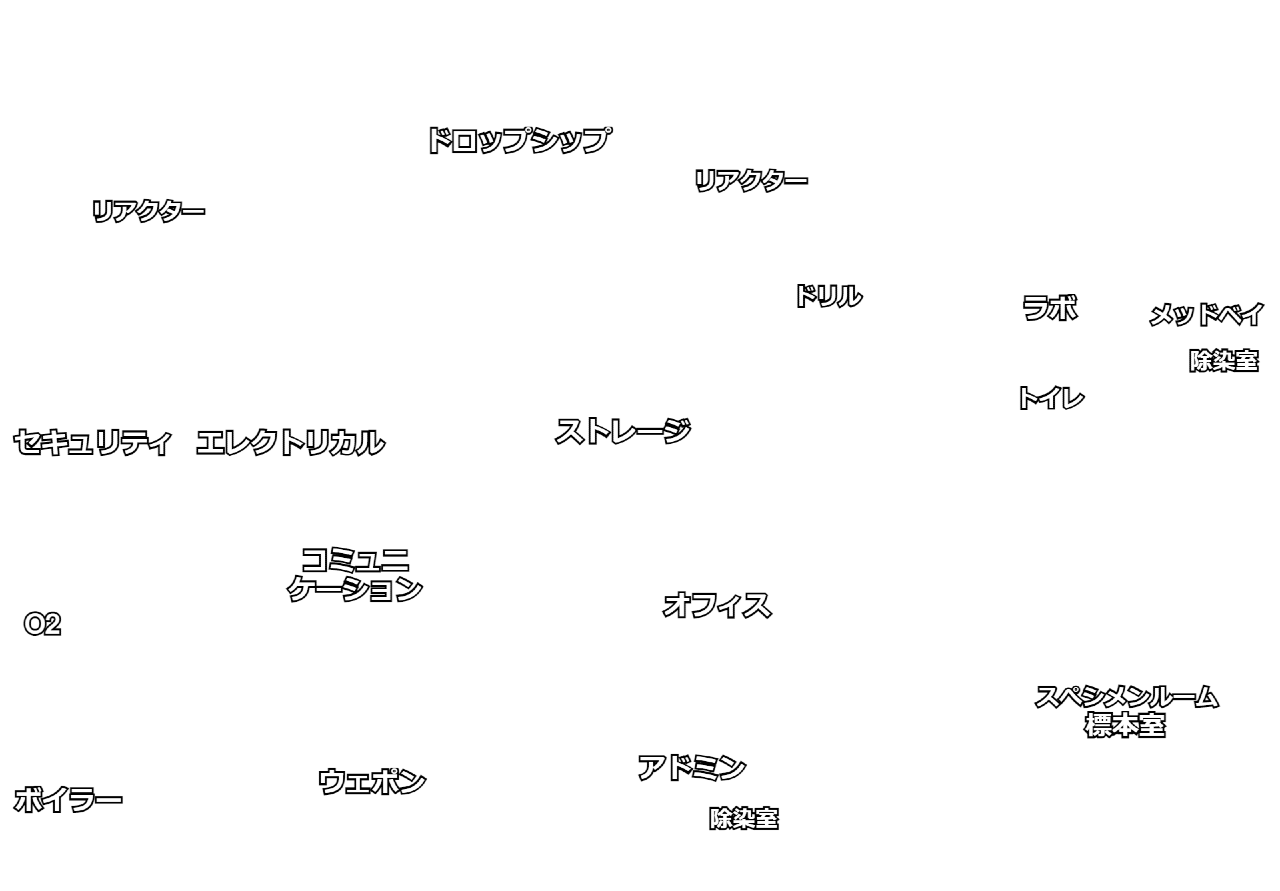 ドロップシップ
リアクター
リアクター
ドリル
ラボ
メッドベイ
除染室
トイレ
セキュリティ
エレクトリカル
ストレージ
コミュニ
ケーション
オフィス
O2
スペシメンルーム
標本室
アドミン
ウェポン
ボイラー
除染室